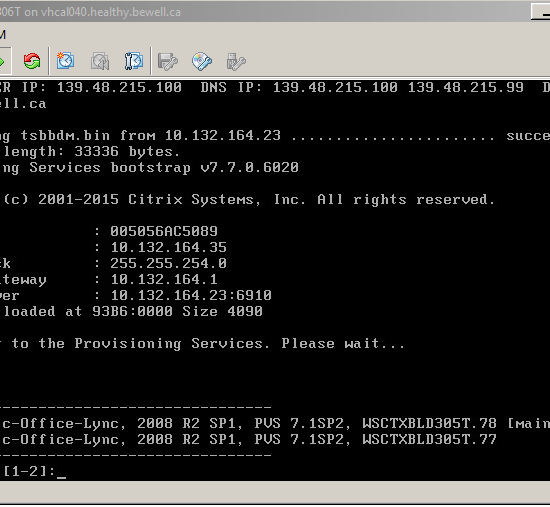 806T on vhcal040.healthy.bewell.ca
M
ER IP: 139.48.215.100  DNS IP: 139.48.215.100 139.48.215.99  D
ell.ca
ng tsbbdm.bin from 10.132.164.23 ...................... succe
length: 33336 bytes.
ing Services bootstrap v7.7.0.6020
(c) 2001-2015 Citrix Systems, Inc. All rights reserved.
: 005056AC5089
: 10.132.164.35
ck : 255.255.254.0
ateway : 10.132.164.1
ver : 10.132.164.23:6910
loaded at 93B6:0000 Size 4090
r to the Provisioning Services. Please wait...
--------------------------------
c-Office-Lync, 2008 R2 SP1, PVS 7.1SP2, WSCTXBLD305T.78 [main
c-Office-Lync, 2008 R2 SP1, PVS 7.1SP2, WSCTXBLD305T.77
--------------------------------
[1-2]:_